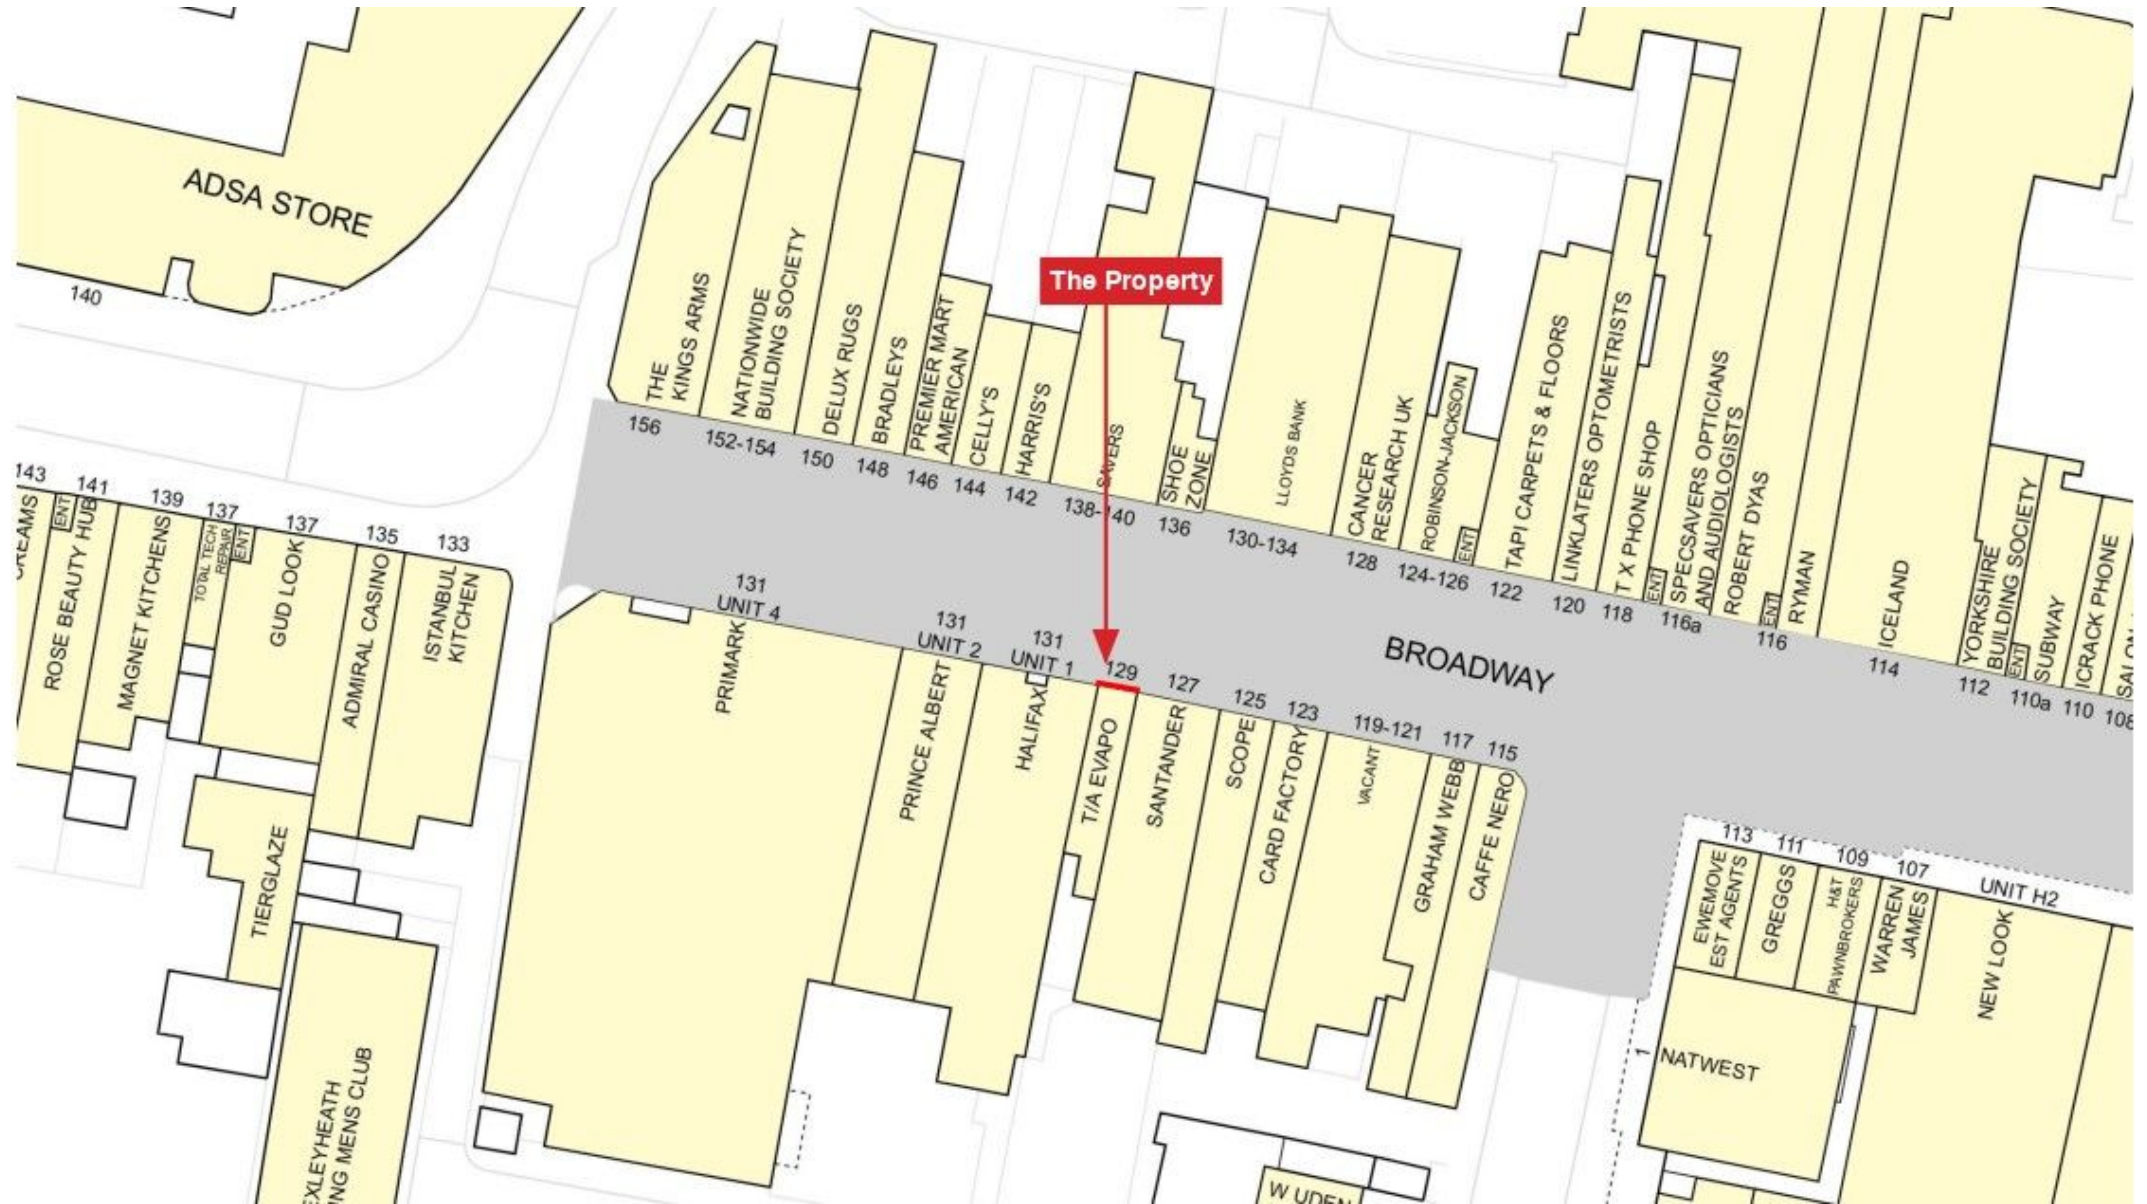 ADSA STORE
140
The Property
THE
KINGS ARMS
156
NATIONWIDE
BUILDING SOCIETY
152-154
DELUX RUGS
150
BRADLEYS
148
PREMIER MART
AMERICAN
146
CELLY'S
144
HARRIS'S
142
SAVERS
138-140
SHOE
ZONE
136
LLOYDS BANK
130-134
CANCER
RESEARCH UK
128
ROBINSON-JACKSON
ENT
124-126
TAPI CARPETS & FLOORS
122
LINKLATERS OPTOMETRISTS
120
T X PHONE SHOP
118
ENT
SPECSAVERS OPTICIANS
AND AUDIOLOGISTS
116a
ROBERT DYAS
ENT
116
RYMAN
ICELAND
114
YORKSHIRE
BUILDING SOCIETY
112
ENT
SUBWAY
110a
ICRACK PHONE
110
108
BROADWAY
143
ENT
141
ROSE BEAUTY HUB
139
MAGNET KITCHENS
137
TOTAL TECH
REPAIR
ENT
137
GUD LOOK
135
ADMIRAL CASINO
133
ISTANBUL
KITCHEN
TIERGLAZE
EXLEYHEATH
NG MENS CLUB
131
UNIT 4
PRIMARK
131
UNIT 2
PRINCE ALBERT
131
UNIT 1
HALIFAX
129
T/A EVAPO
127
SANTANDER
125
SCOPE
123
CARD FACTORY
119-121
VACANT
117
GRAHAM WEBB
115
CAFFE NERO
113
EWEMOVE
EST AGENTS
111
GREGGS
109
H&T
PAWNBROKERS
107
WARREN
JAMES
UNIT H2
NEW LOOK
1
NATWEST
W UDEN